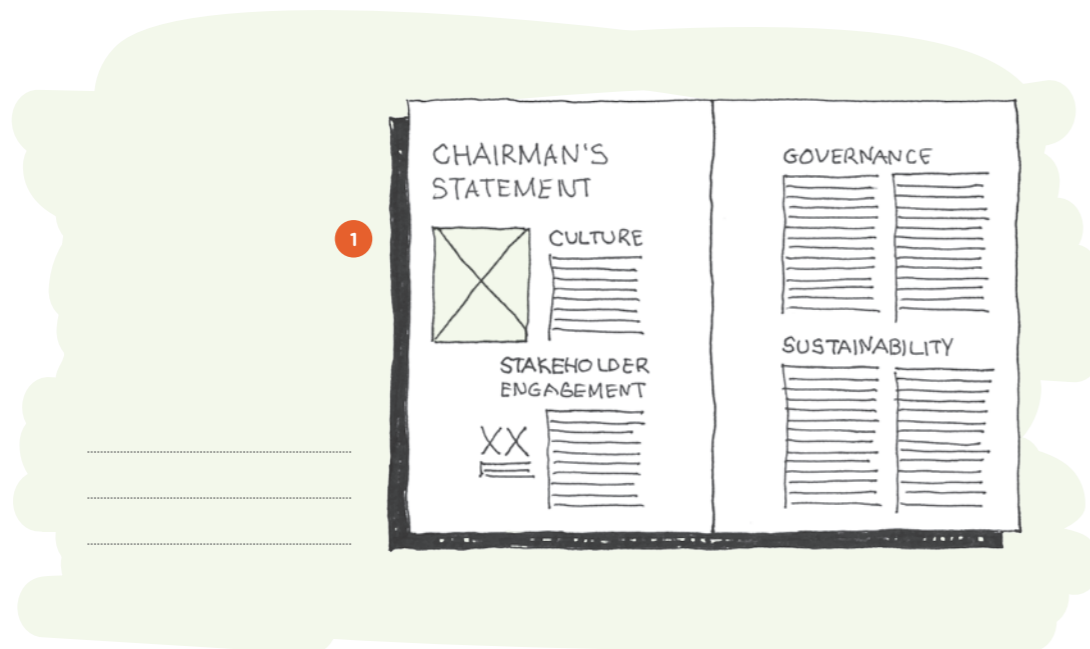 CHAIRMAN'S
STATEMENT
1
CULTURE
STAKEHOLDER
ENGAGEMENT
XX
GOVERNANCE
SUSTAINABILITY